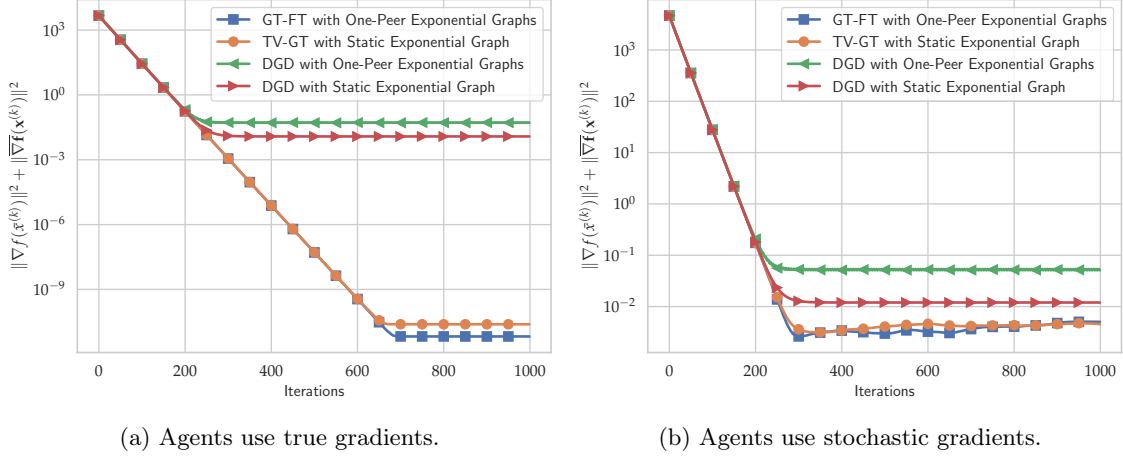 10^3
10^0
10^−3
10^−6
10^−9
‖∇f(x̄^(k))‖² + ‖∇̅f̅(x^(k))‖²
GT-FT with One-Peer Exponential Graphs
TV-GT with Static Exponential Graph
DGD with One-Peer Exponential Graphs
DGD with Static Exponential Graph
0 200 400 600 800 1000
Iterations
(a) Agents use true gradients.
10^3
10^2
10^1
10^0
10^−1
10^−2
‖∇f(x̄^(k))‖² + ‖∇̅f̅(x^(k))‖²
GT-FT with One-Peer Exponential Graphs
TV-GT with Static Exponential Graph
DGD with One-Peer Exponential Graphs
DGD with Static Exponential Graph
0 200 400 600 800 1000
Iterations
(b) Agents use stochastic gradients.